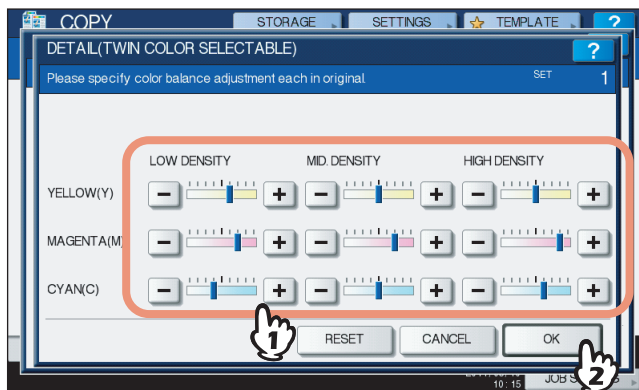 COPY STORAGE SETTINGS TEMPLATE ?
DETAIL(TWIN COLOR SELECTABLE) ?
Please specify color balance adjustment each in original. SET 1
LOW DENSITY MID. DENSITY HIGH DENSITY
YELLOW(Y) − + − + − +
MAGENTA(M − + − + − +
CYAN(C) − + − + − +
1
RESET CANCEL OK
2
10:15 JOB S